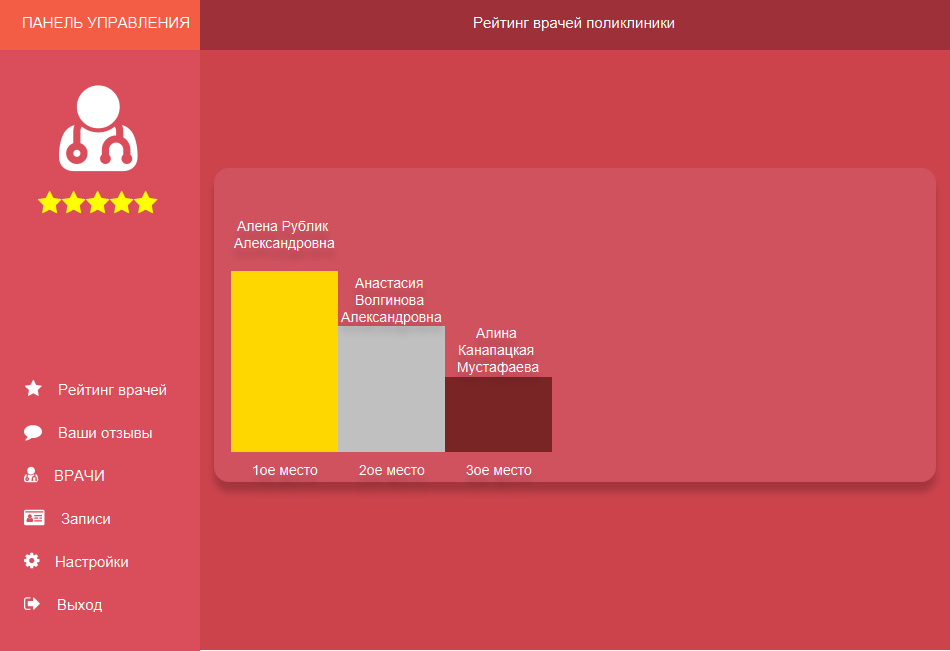 ПАНЕЛЬ УПРАВЛЕНИЯ
Рейтинг врачей поликлиники
Алена Рублик
Александровна
Анастасия
Волгинова
Александровна
Алина
Канапацкая
Мустафаева
1ое место
2ое место
3ое место
Рейтинг врачей
Ваши отзывы
ВРАЧИ
Записи
Настройки
Выход